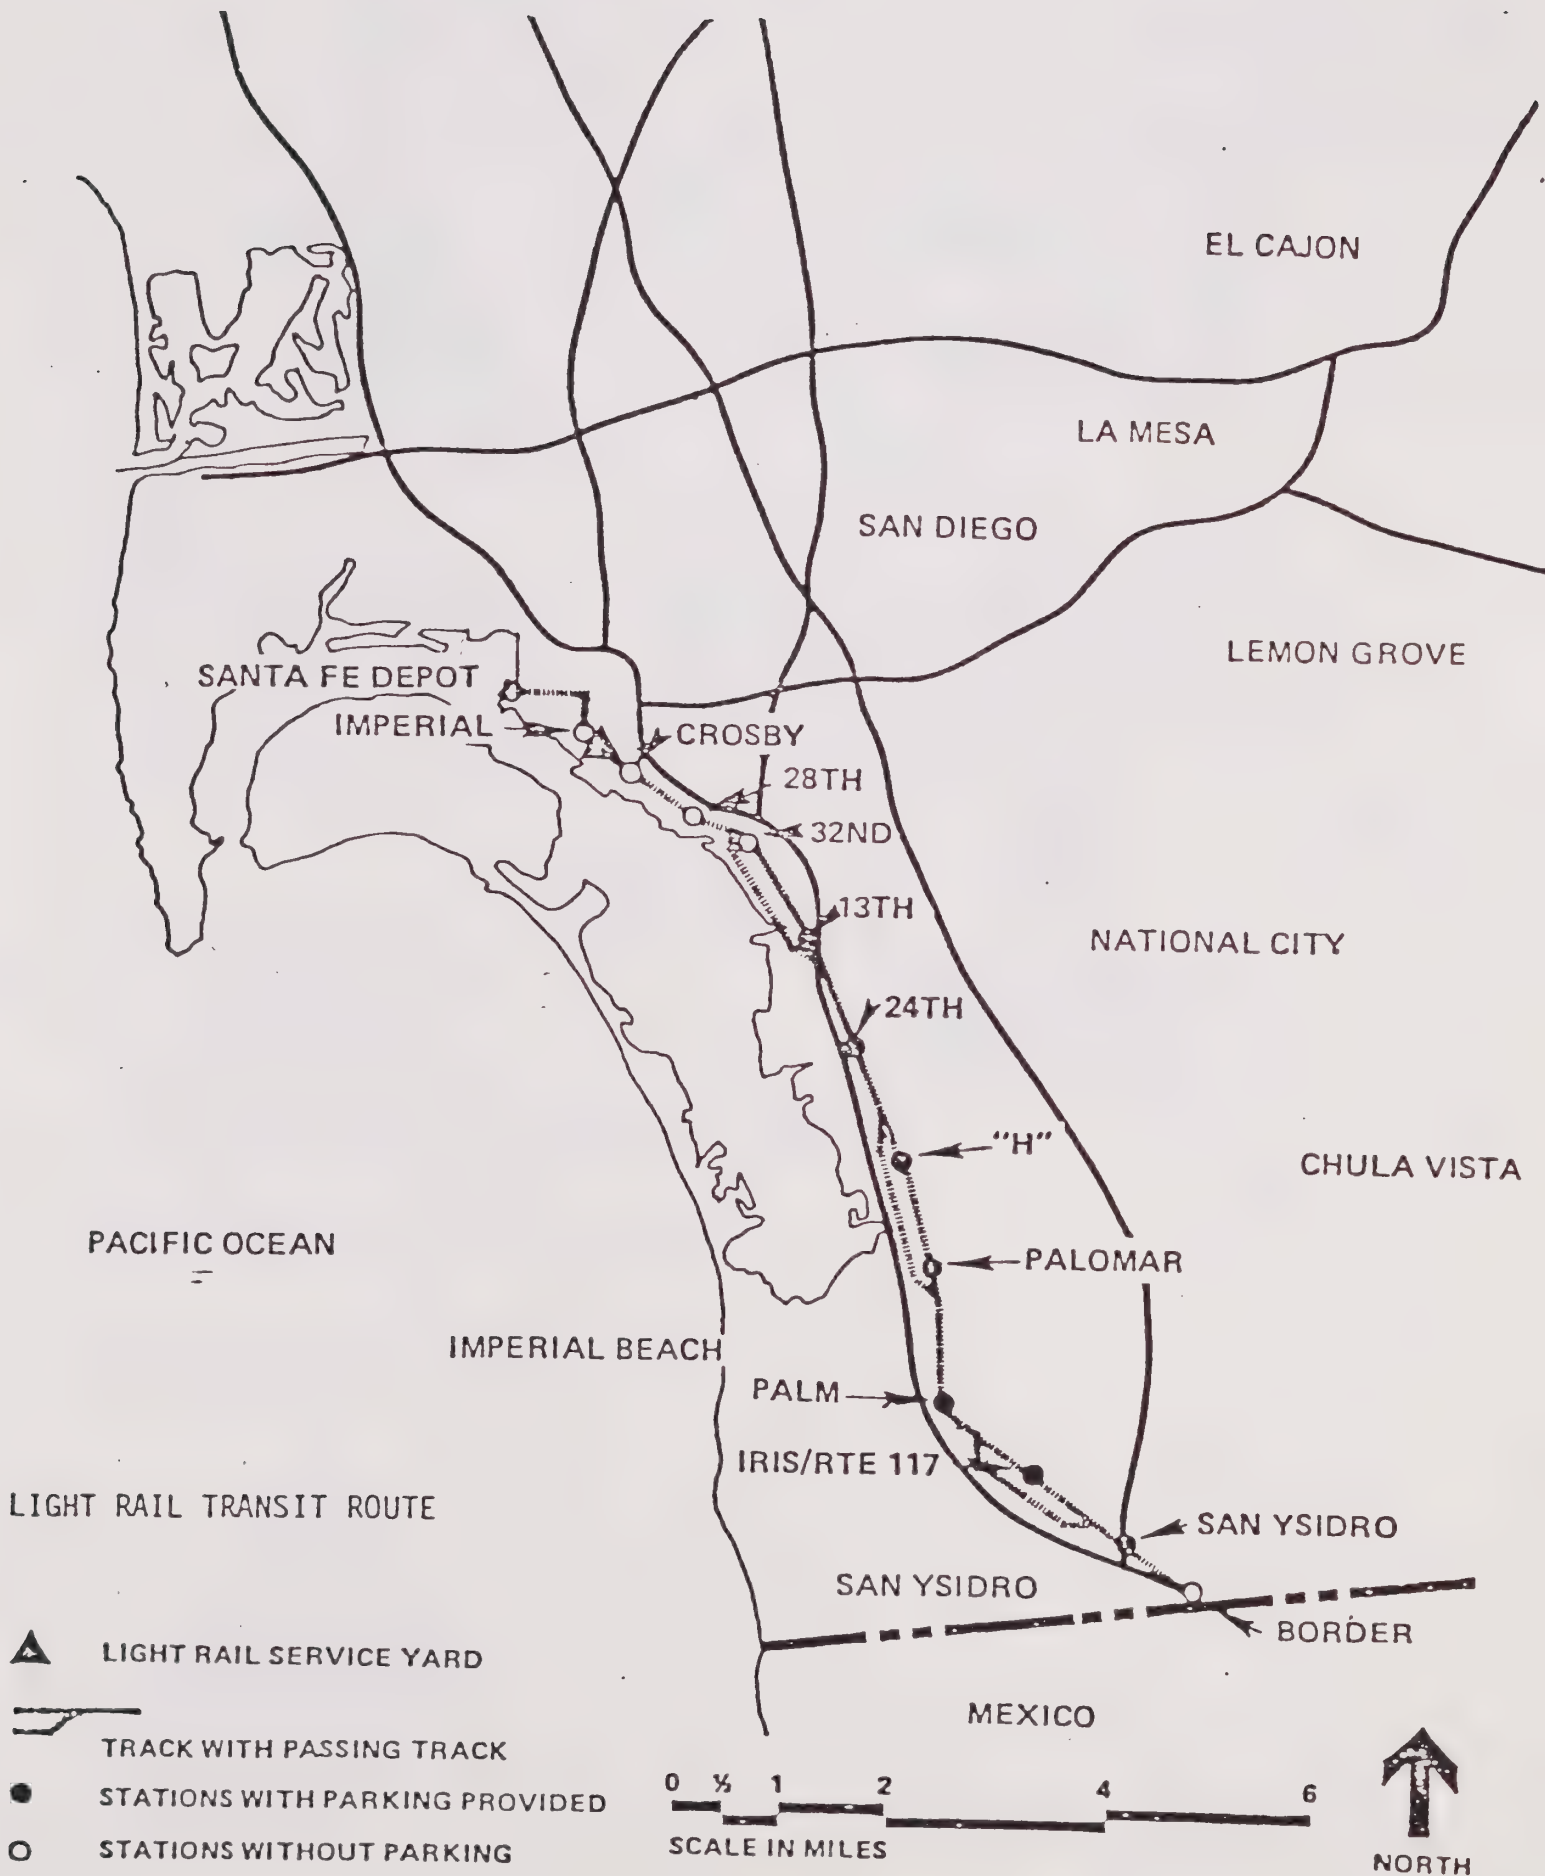 EL CAJON
LA MESA
SAN DIEGO
LEMON GROVE
SANTA FE DEPOT
IMPERIAL
CROSBY
28TH
32ND
13TH
NATIONAL CITY
24TH
"H"
CHULA VISTA
PACIFIC OCEAN
PALOMAR
IMPERIAL BEACH
PALM
IRIS/RTE 117
LIGHT RAIL TRANSIT ROUTE
SAN YSIDRO
SAN YSIDRO
BORDER
LIGHT RAIL SERVICE YARD
MEXICO
TRACK WITH PASSING TRACK
STATIONS WITH PARKING PROVIDED
0 ½ 1 2 4 6
SCALE IN MILES
STATIONS WITHOUT PARKING
NORTH